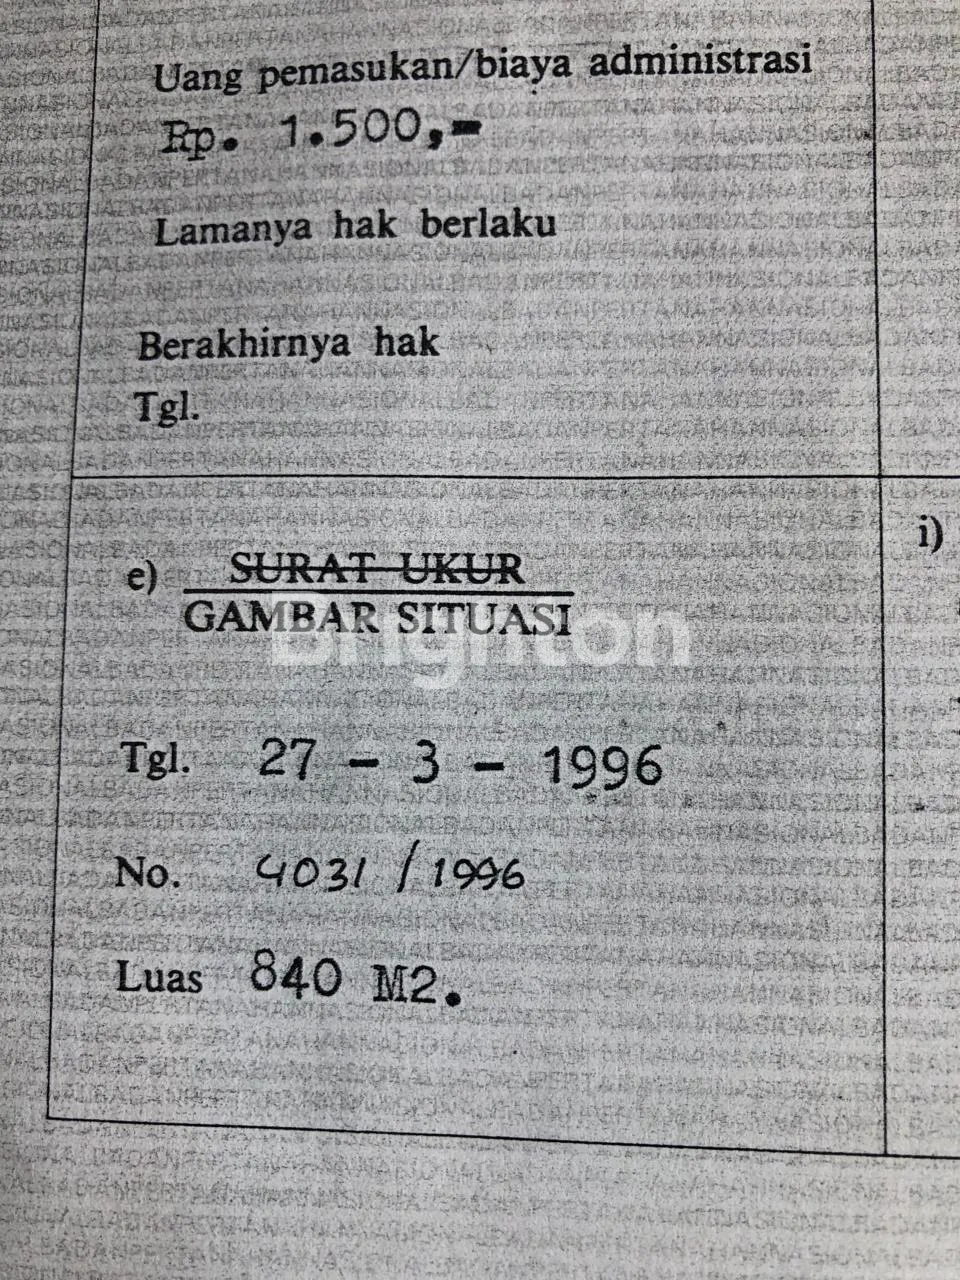 Uang pemasukan/biaya administrasi
Rp. 1.500,-
Lamanya hak berlaku
Berakhirnya hak
Tgl.
i)
e) SURAT UKUR
GAMBAR SITUASI
Brighton
Tgl. 27 - 3 - 1996
No. 4031 / 1996
Luas 840 M2.